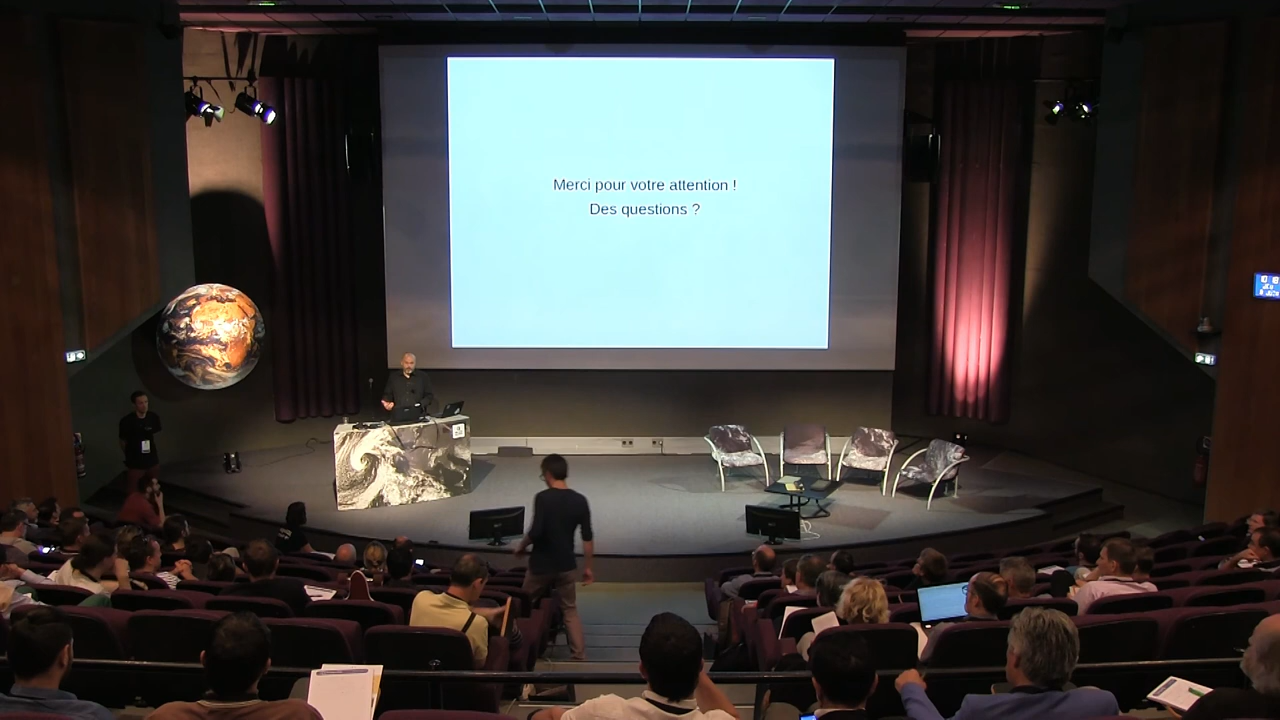 Merci pour votre attention !
Des questions ?